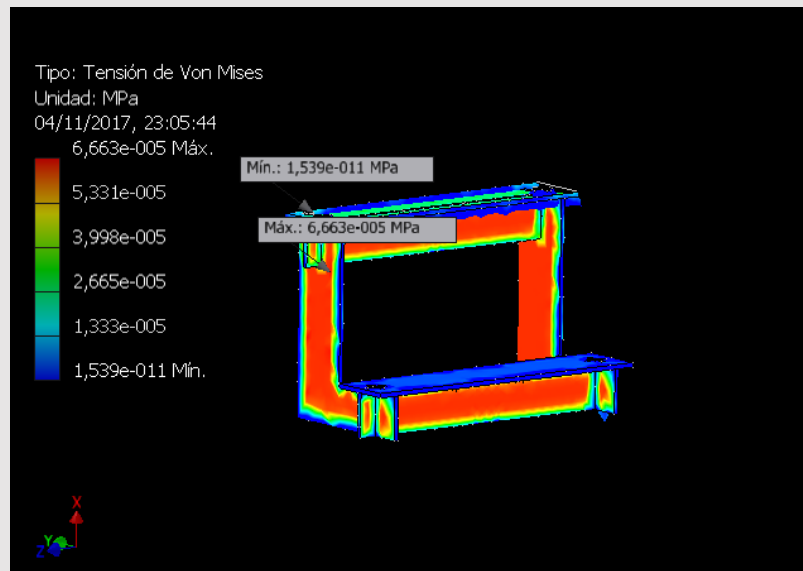 Tipo: Tensión de Von Mises
Unidad: MPa
04/11/2017, 23:05:44
6,663e-005 Máx.
5,331e-005
3,998e-005
2,665e-005
1,333e-005
1,539e-011 Mín.
Mín.: 1,539e-011 MPa
Máx.: 6,663e-005 MPa
X
Y
Z